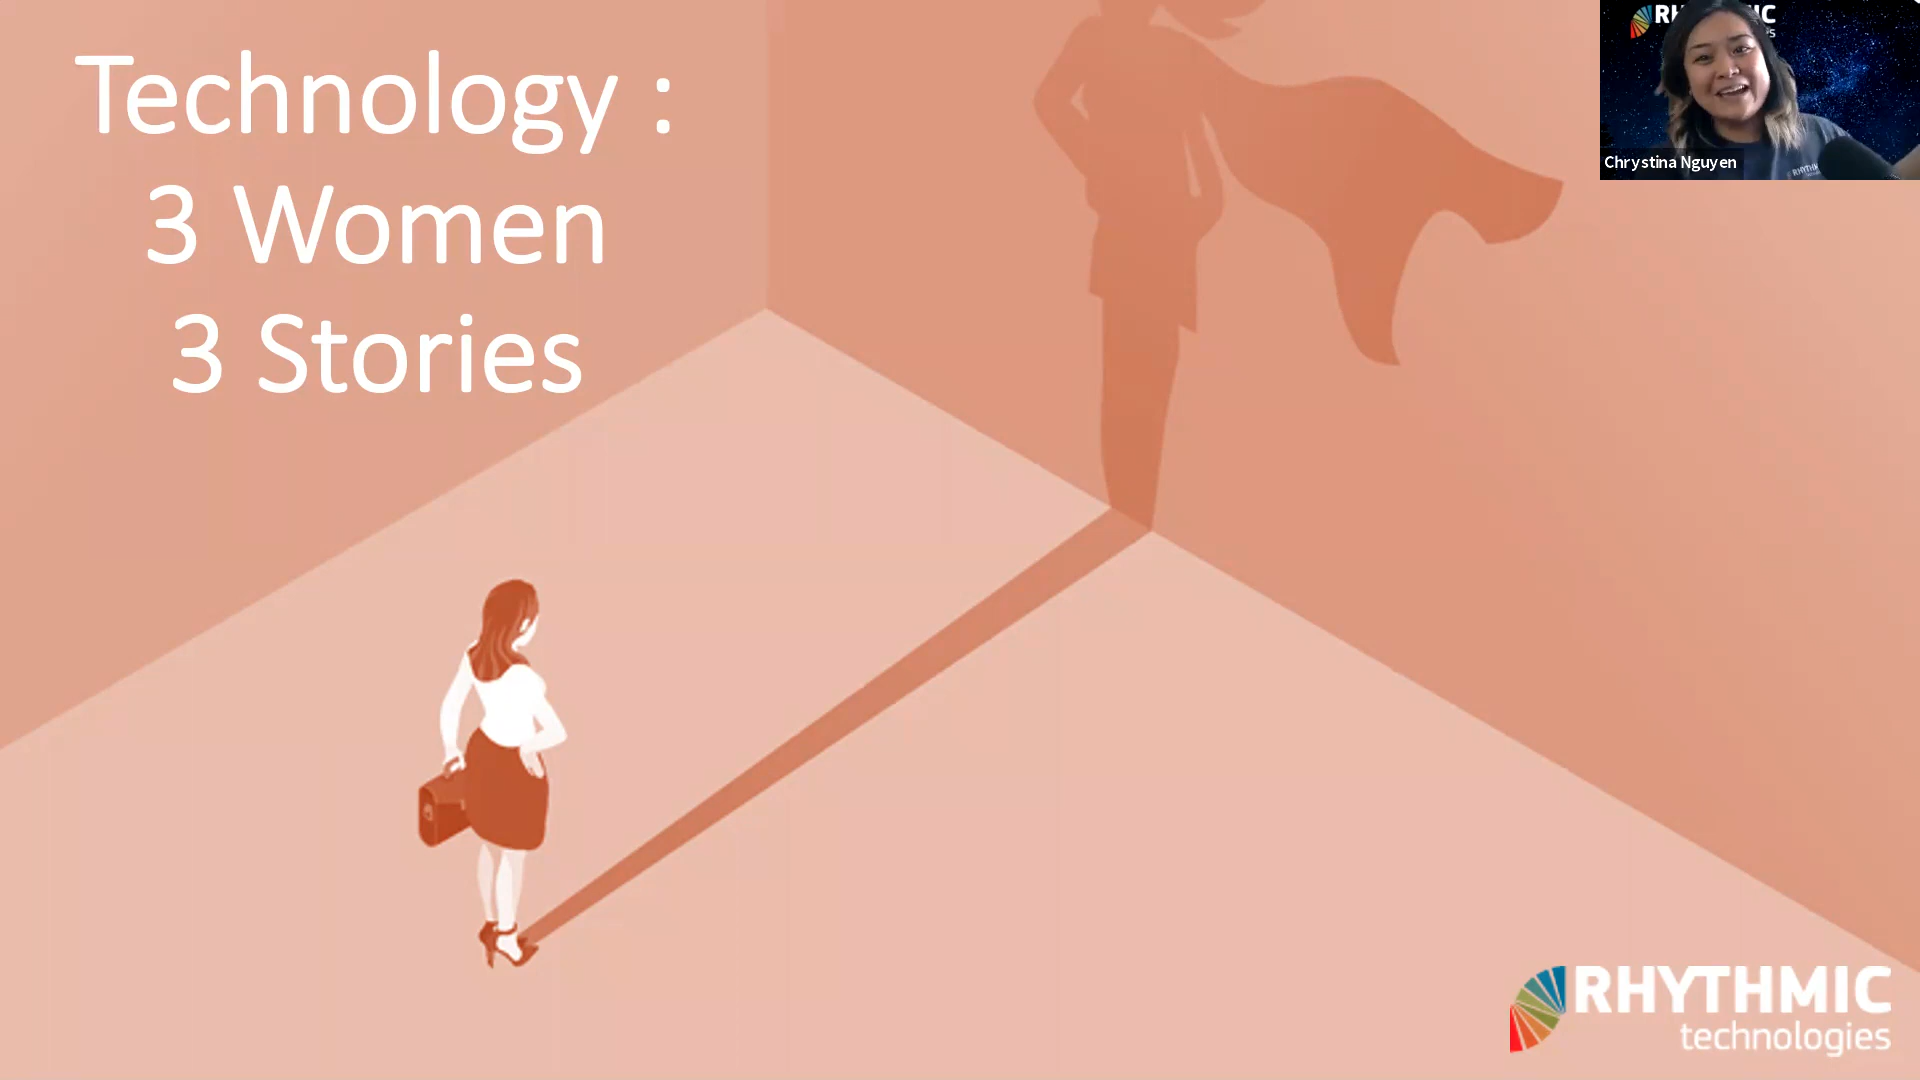 Technology :
3 Women
3 Stories
Chrystina Nguyen
RHYTHMIC
technologies